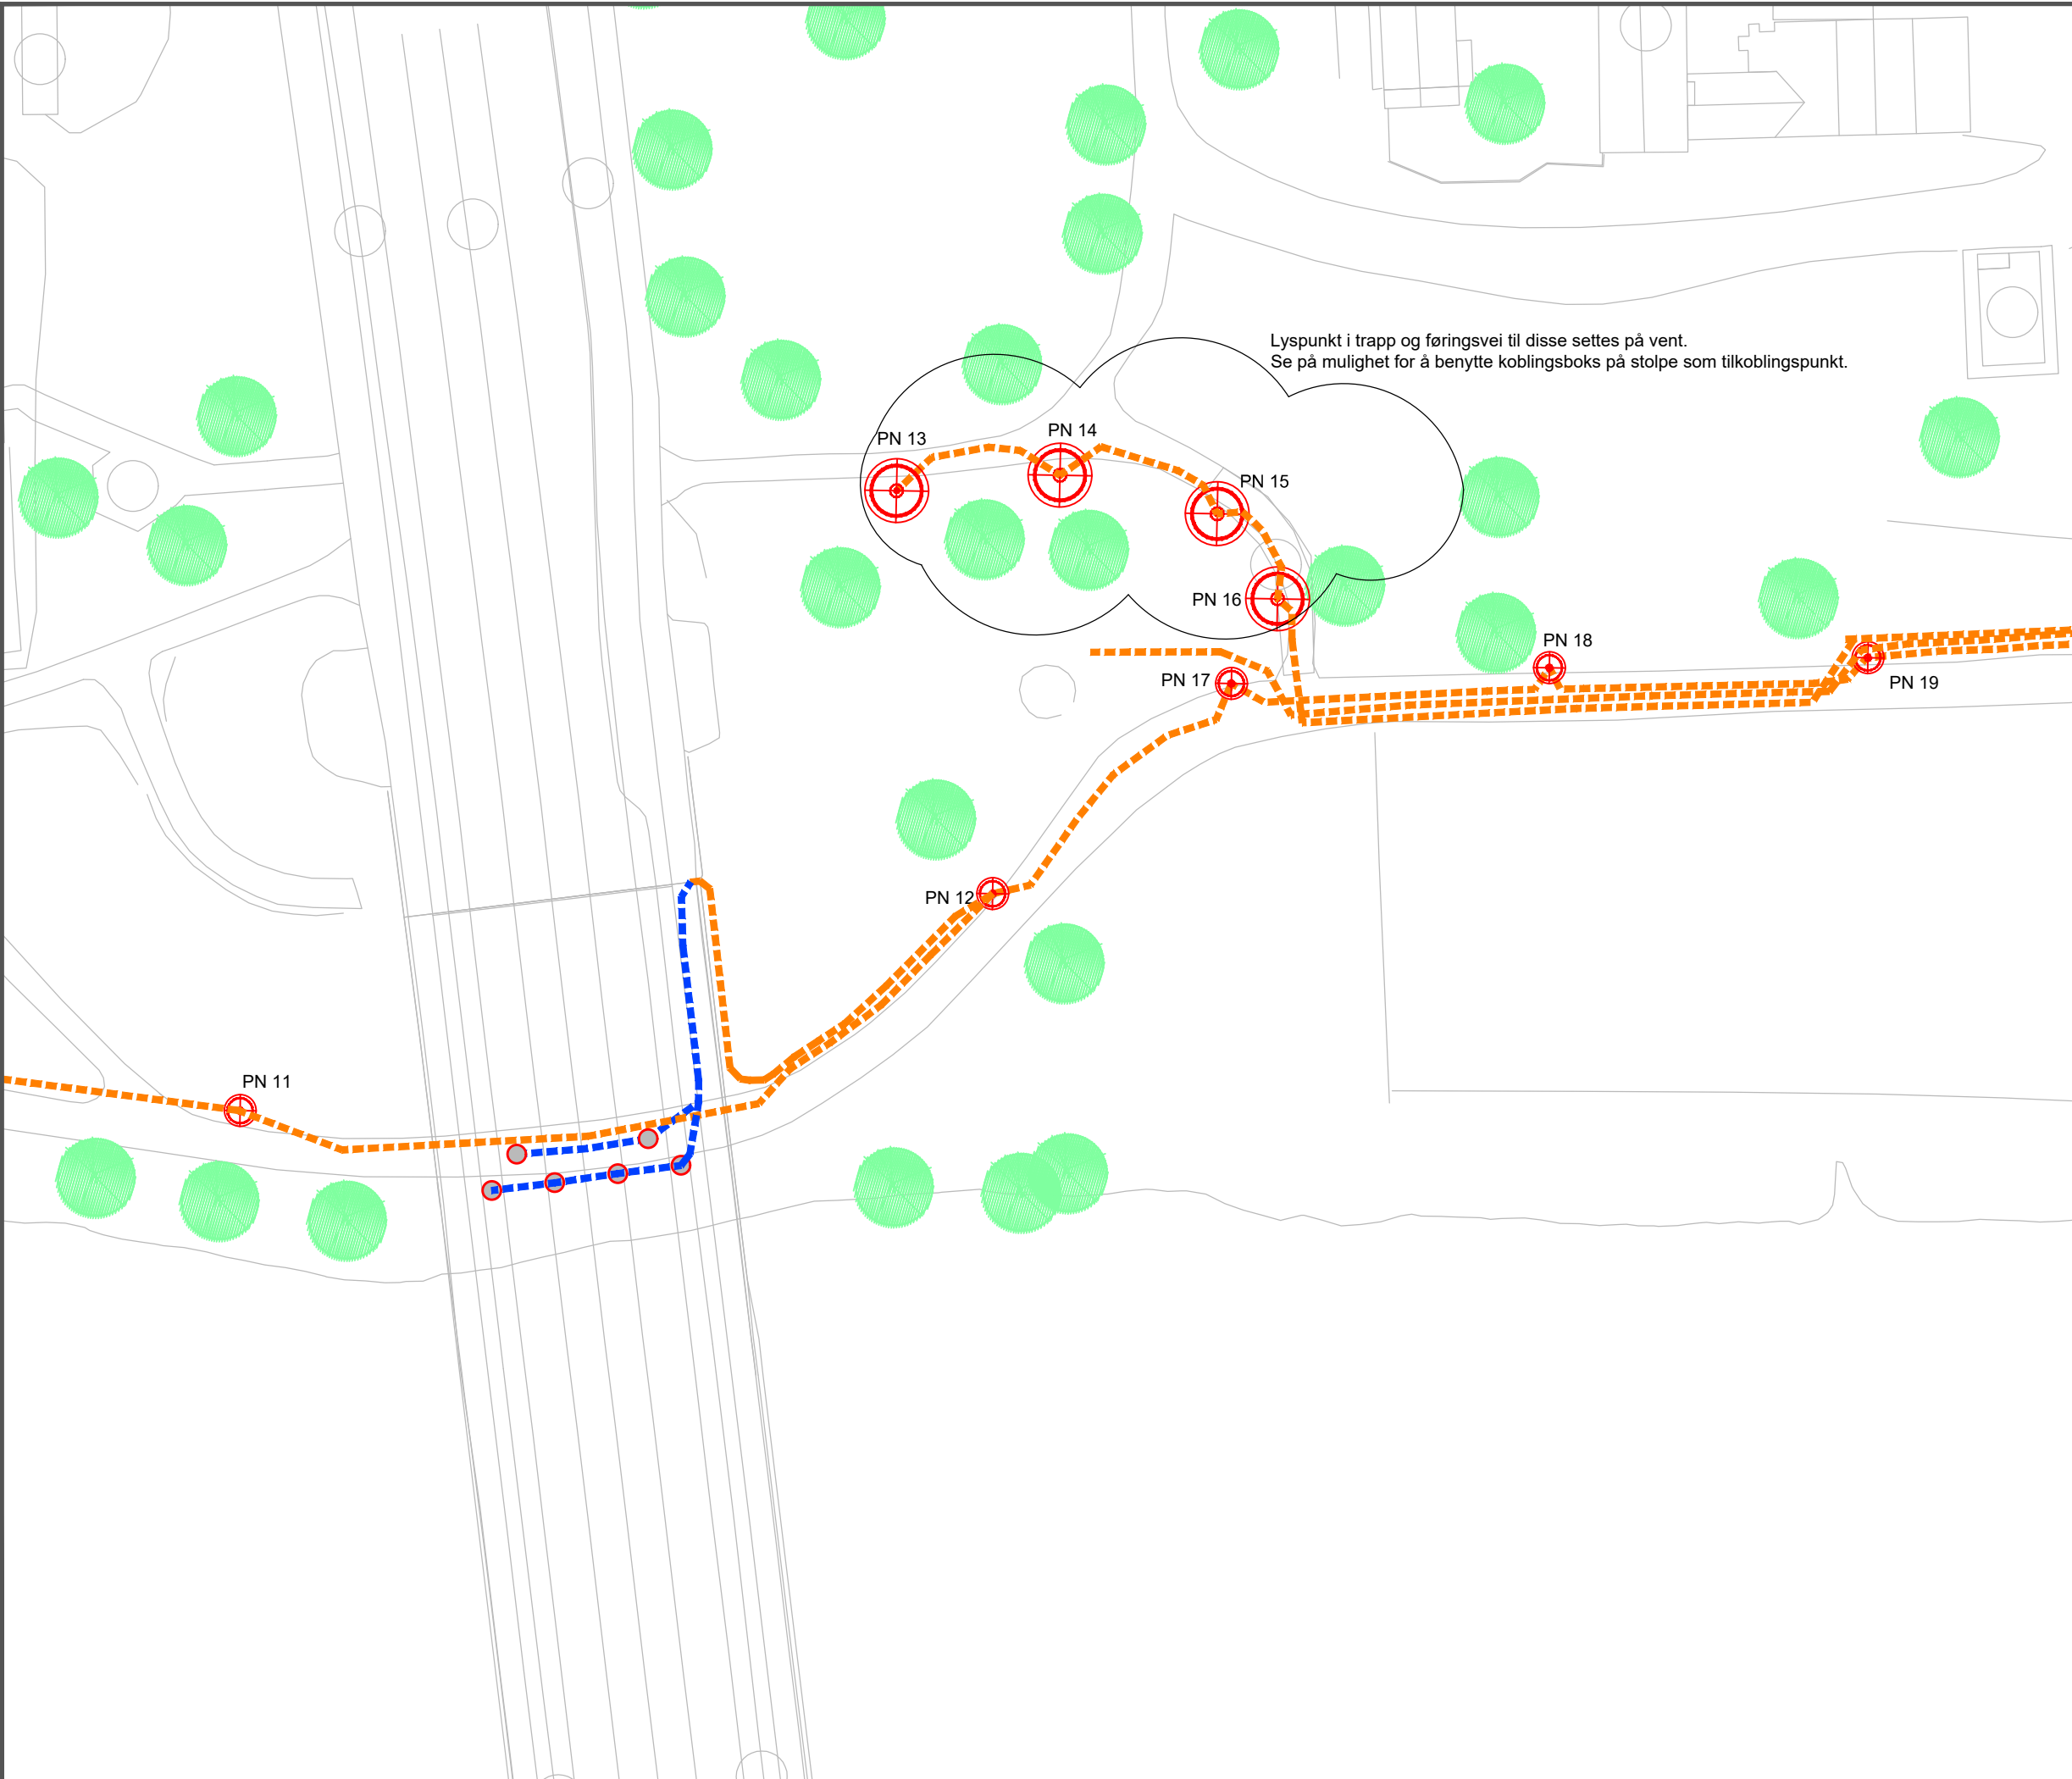 Lyspunkt i trapp og føringsvei til disse settes på vent.
Se på mulighet for å benytte koblingsboks på stolpe som tilkoblingspunkt.
PN 13
PN 14
PN 15
PN 16
PN 17
PN 18
PN 19
PN 12
PN 11